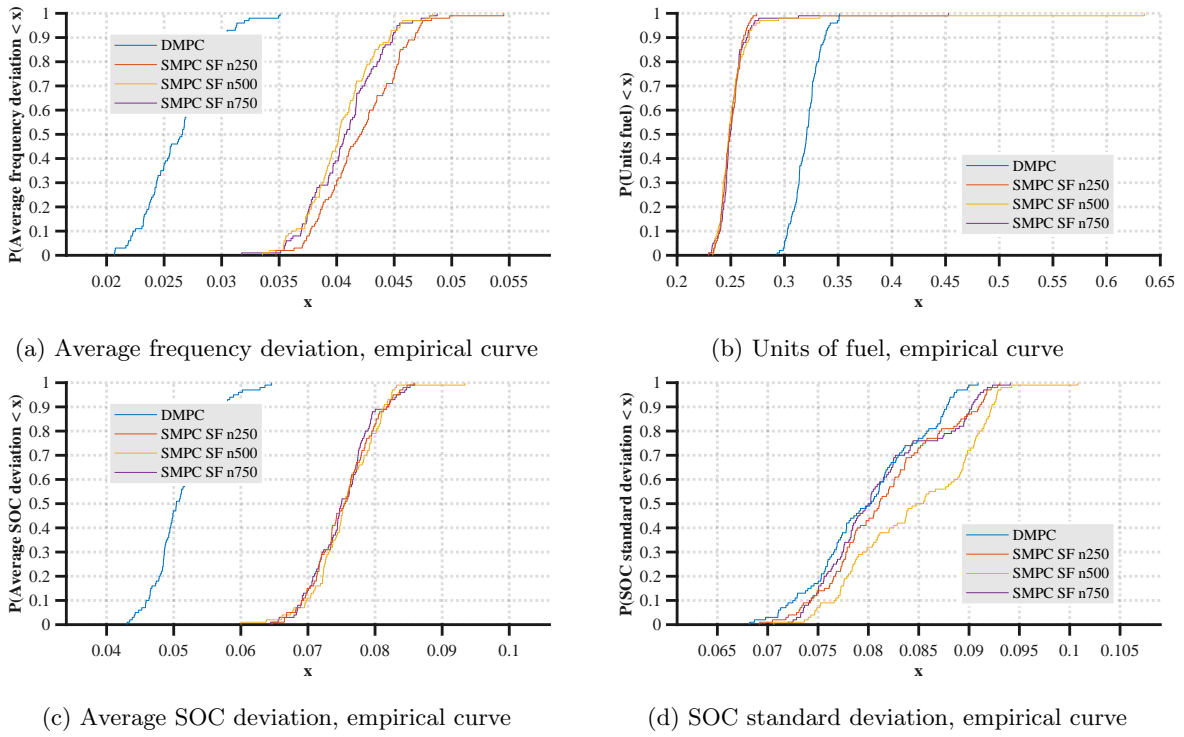 P(Average frequency deviation < x)
1
0.9
0.8
0.7
0.6
0.5
0.4
0.3
0.2
0.1
0
DMPC
SMPC SF n250
SMPC SF n500
SMPC SF n750
0.02 0.025 0.03 0.035 0.04 0.045 0.05 0.055
x
(a) Average frequency deviation, empirical curve
P(Units fuel) < x)
1
0.9
0.8
0.7
0.6
0.5
0.4
0.3
0.2
0.1
0
DMPC
SMPC SF n250
SMPC SF n500
SMPC SF n750
0.2 0.25 0.3 0.35 0.4 0.45 0.5 0.55 0.6 0.65
x
(b) Units of fuel, empirical curve
P(Average SOC deviation < x)
1
0.9
0.8
0.7
0.6
0.5
0.4
0.3
0.2
0.1
0
DMPC
SMPC SF n250
SMPC SF n500
SMPC SF n750
0.04 0.05 0.06 0.07 0.08 0.09 0.1
x
(c) Average SOC deviation, empirical curve
P(SOC standard deviation < x)
1
0.9
0.8
0.7
0.6
0.5
0.4
0.3
0.2
0.1
0
DMPC
SMPC SF n250
SMPC SF n500
SMPC SF n750
0.065 0.07 0.075 0.08 0.085 0.09 0.095 0.1 0.105
x
(d) SOC standard deviation, empirical curve